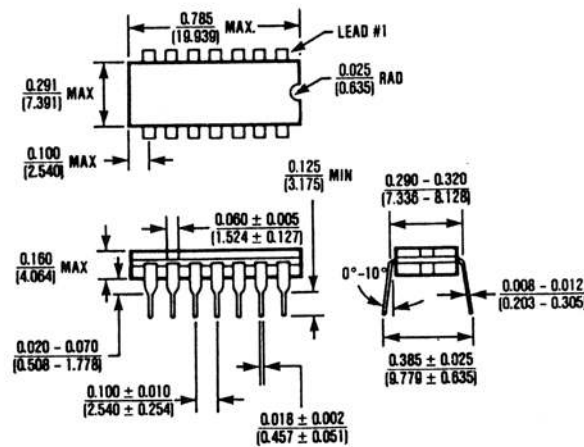 0.785
(19.939) MAX.
LEAD #1
0.291
(7.391) MAX
0.025
(0.635) RAD
0.100
(2.540) MAX
0.125
(3.175) MIN
0.290 - 0.320
(7.336 - 8.128)
0.060 ± 0.005
(1.524 ± 0.127)
0.160
(4.064) MAX
0°-10°
0.008 - 0.012
(0.203 - 0.305)
0.020 - 0.070
(0.508 - 1.778)
0.385 ± 0.025
(9.779 ± 0.635)
0.100 ± 0.010
(2.540 ± 0.254)
0.018 ± 0.002
(0.457 ± 0.051)